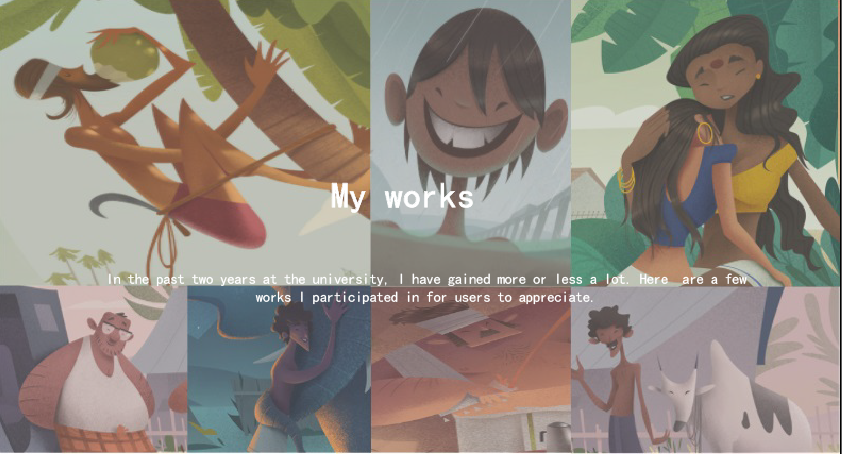 My works
In the past two years at the university, I have gained more or less a lot. Here  are a few
works I participated in for users to appreciate.